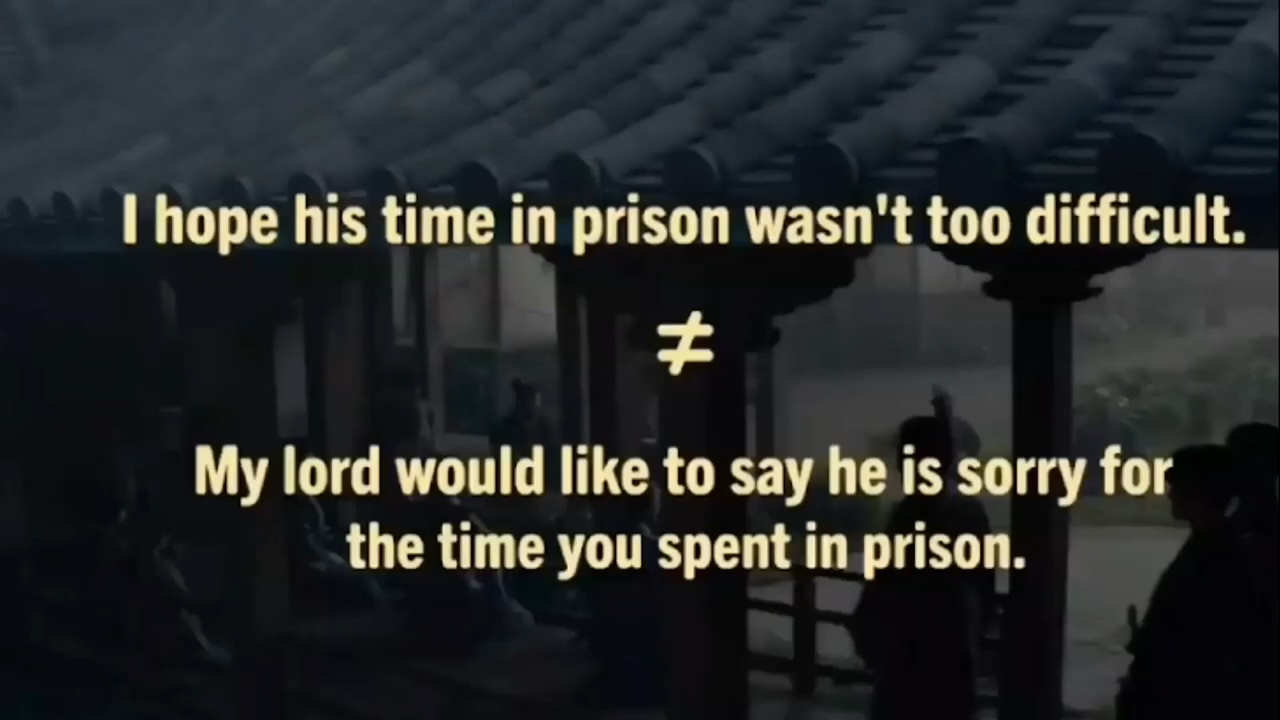 I hope his time in prison wasn't too difficult.
≠
My lord would like to say he is sorry for
the time you spent in prison.